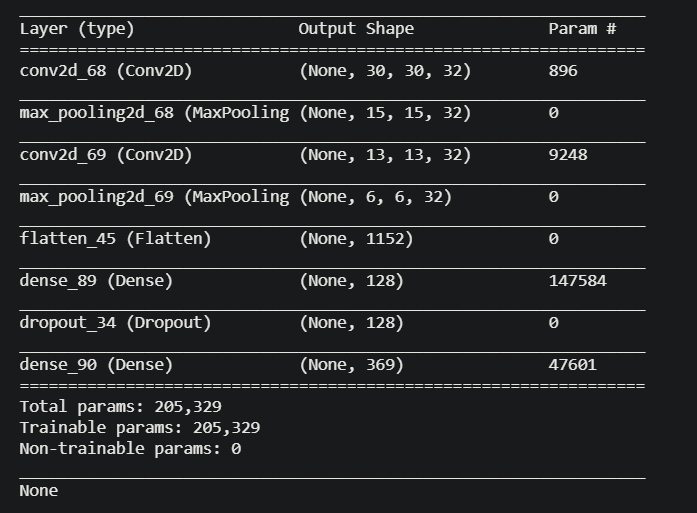 Layer (type) Output Shape Param #
=================================================================
conv2d_68 (Conv2D) (None, 30, 30, 32) 896
max_pooling2d_68 (MaxPooling (None, 15, 15, 32) 0
conv2d_69 (Conv2D) (None, 13, 13, 32) 9248
max_pooling2d_69 (MaxPooling (None, 6, 6, 32) 0
flatten_45 (Flatten) (None, 1152) 0
dense_89 (Dense) (None, 128) 147584
dropout_34 (Dropout) (None, 128) 0
dense_90 (Dense) (None, 369) 47601
=================================================================
Total params: 205,329
Trainable params: 205,329
Non-trainable params: 0
None